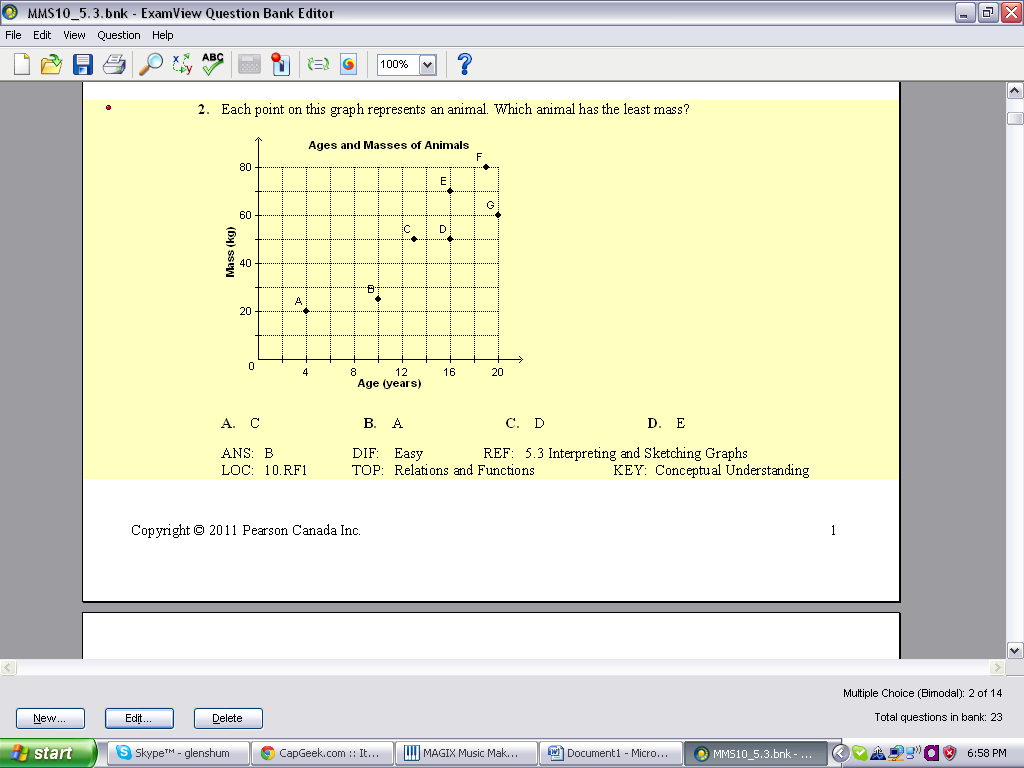 MMS10_5.3.bnk - ExamView Question Bank Editor
File Edit View Question Help
ABC 100% ?
2. Each point on this graph represents an animal. Which animal has the least mass?
Ages and Masses of Animals
F
80
E
G
60
C D
Mass (kg)
40
B
A
20
0
4 8 12 16 20
Age (years)
A. C B. A C. D D. E
ANS: B DIF: Easy REF: 5.3 Interpreting and Sketching Graphs
LOC: 10.RF1 TOP: Relations and Functions KEY: Conceptual Understanding
Copyright © 2011 Pearson Canada Inc. 1
Multiple Choice (Bimodal): 2 of 14
New... Edit... Delete Total questions in bank: 23
start Skype™ - glenshum CapGeek.com :: It... MAGIX Music Mak... Document1 - Micro... MMS10_5.3.bnk - ... 6:58 PM